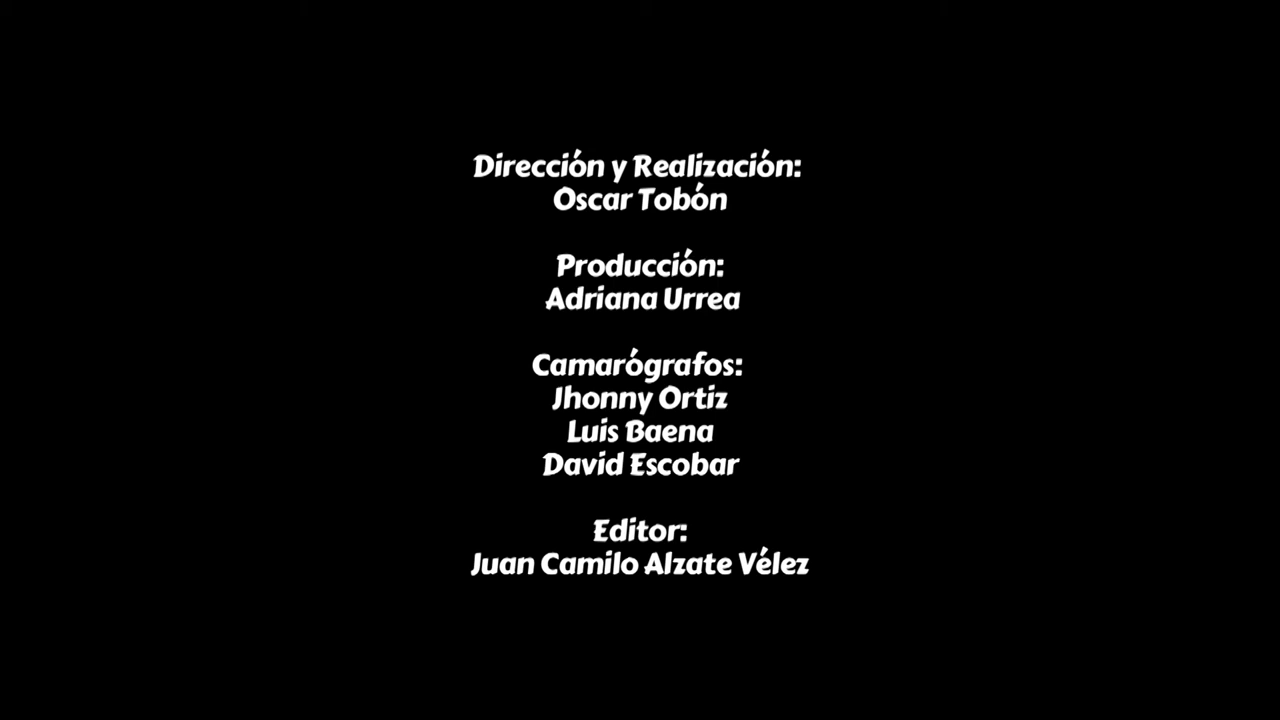 Dirección y Realización:
Oscar Tobón
Producción:
Adriana Urrea
Camarógrafos:
Jhonny Ortiz
Luis Baena
David Escobar
Editor:
Juan Camilo Alzate Vélez